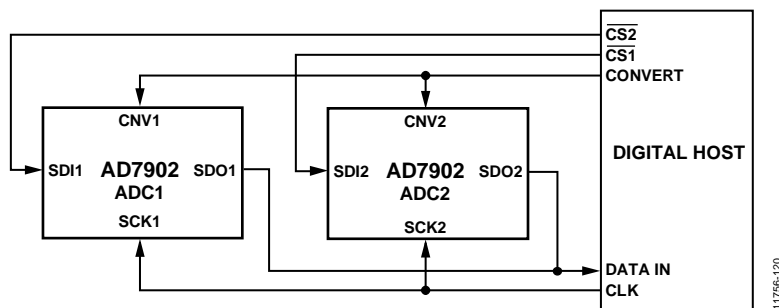 CS2
CS1
CONVERT
CNV1
CNV2
DIGITAL HOST
SDI1
AD7902
SDO1
SDI2
AD7902
SDO2
ADC1
ADC2
SCK1
SCK2
DATA IN
CLK
11756-120